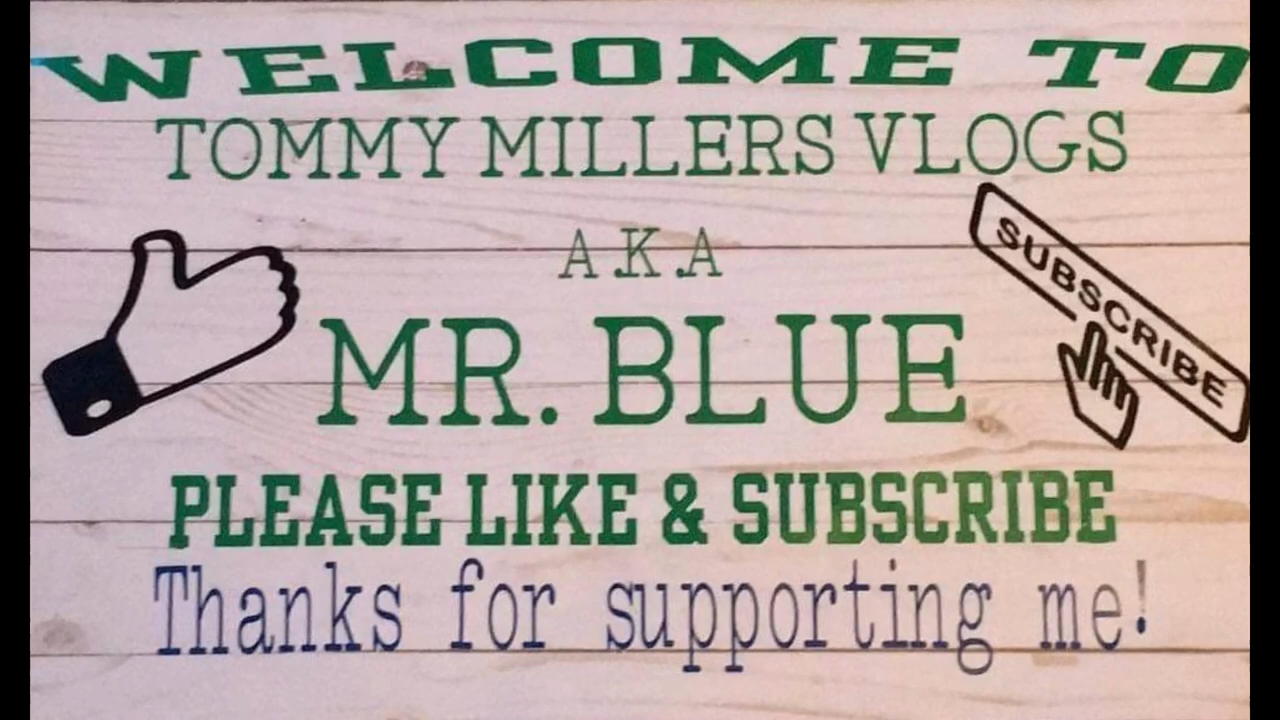 WELCOME TO
TOMMY MILLERS VLOGS
A.K.A
MR. BLUE
SUBSCRIBE
PLEASE LIKE & SUBSCRIBE
Thanks for supporting me!